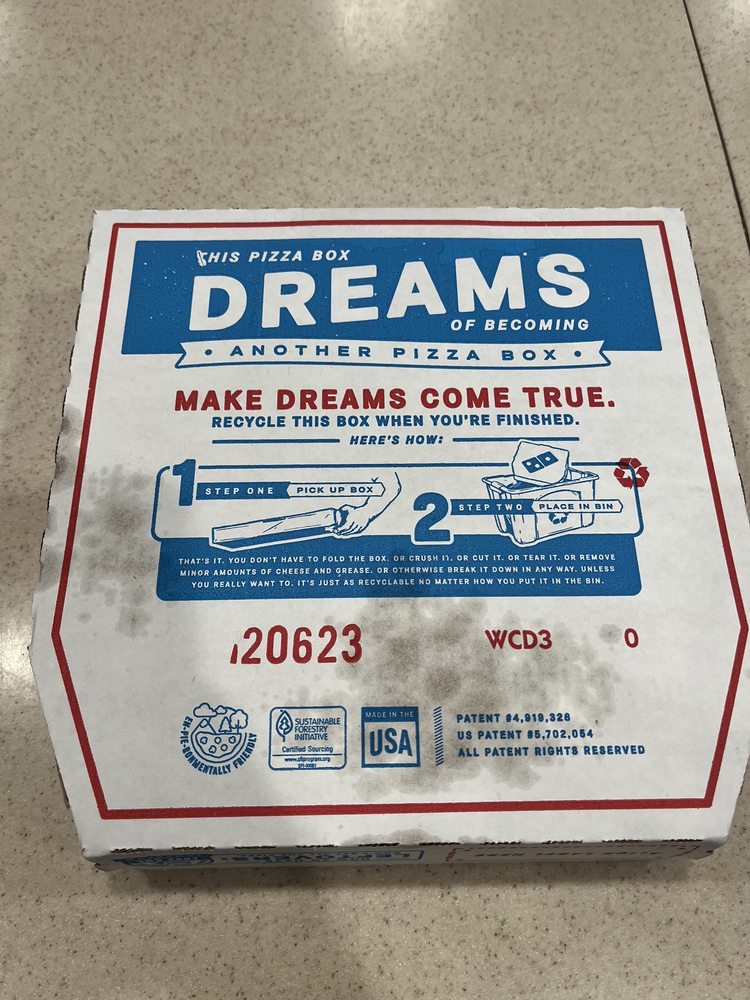 THIS PIZZA BOX
DREAMS
OF BECOMING
• ANOTHER PIZZA BOX •
MAKE DREAMS COME TRUE.
RECYCLE THIS BOX WHEN YOU'RE FINISHED.
HERE'S HOW:
1 STEP ONE PICK UP BOX
2 STEP TWO PLACE IN BIN
THAT'S IT. YOU DON'T HAVE TO FOLD THE BOX. OR CRUSH IT. OR CUT IT. OR TEAR IT. OR REMOVE
MINOR AMOUNTS OF CHEESE AND GREASE. OR OTHERWISE BREAK IT DOWN IN ANY WAY. UNLESS
YOU REALLY WANT TO. IT'S JUST AS RECYCLABLE NO MATTER HOW YOU PUT IT IN THE BIN.
120623 WCD3 0
EN-PIE-RONMENTALLY FRIENDLY
SUSTAINABLE
FORESTRY
INITIATIVE
Certified Sourcing
www.sfiprogram.org
MADE IN THE
USA
PATENT #4,919,326
US PATENT #5,702,054
ALL PATENT RIGHTS RESERVED